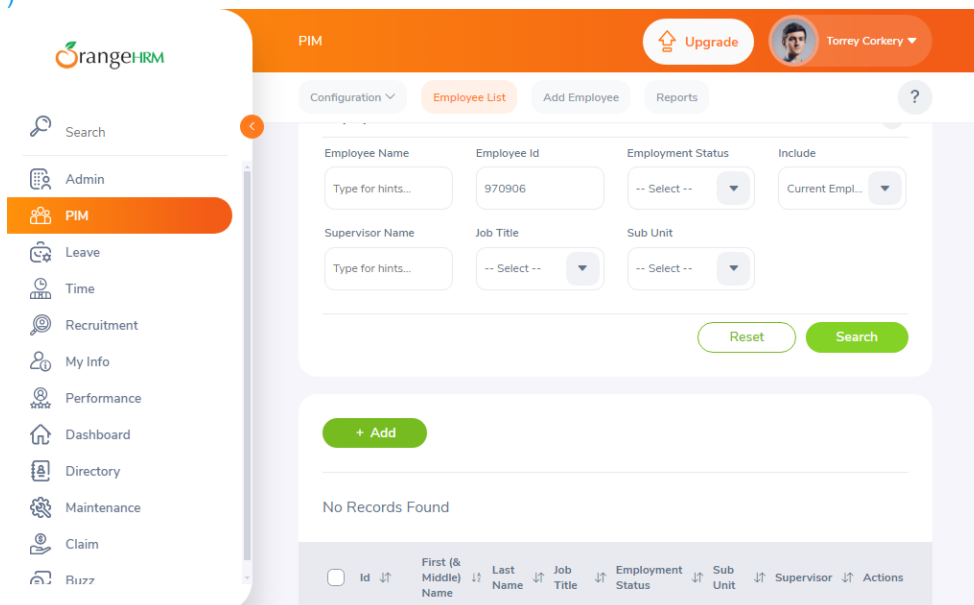 OrangeHRM
Search
Admin
PIM
Leave
Time
Recruitment
My Info
Performance
Dashboard
Directory
Maintenance
Claim
Buzz
PIM
Upgrade
Torrey Corkery
Configuration
Employee List
Add Employee
Reports
?
Employee Name
Employee Id
Employment Status
Include
Type for hints...
970906
-- Select --
Current Empl...
Supervisor Name
Job Title
Sub Unit
Type for hints...
-- Select --
-- Select --
Reset
Search
+ Add
No Records Found
Id
First (&
Middle)
Name
Last
Name
Job
Title
Employment
Status
Sub
Unit
Supervisor
Actions